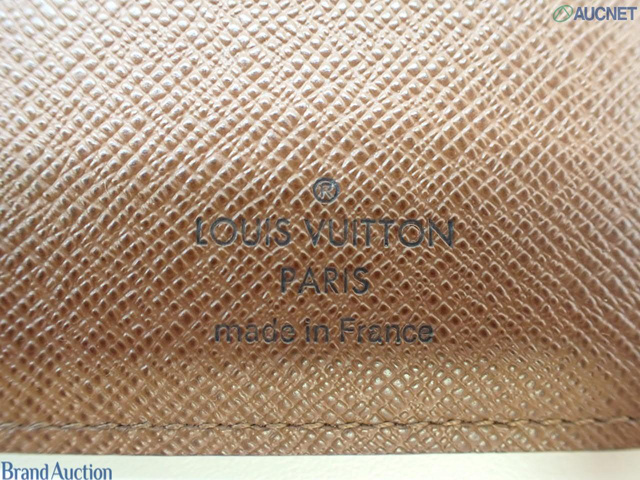 AUCNET
®
LOUIS VUITTON
PARIS
made in France
Brand Auction